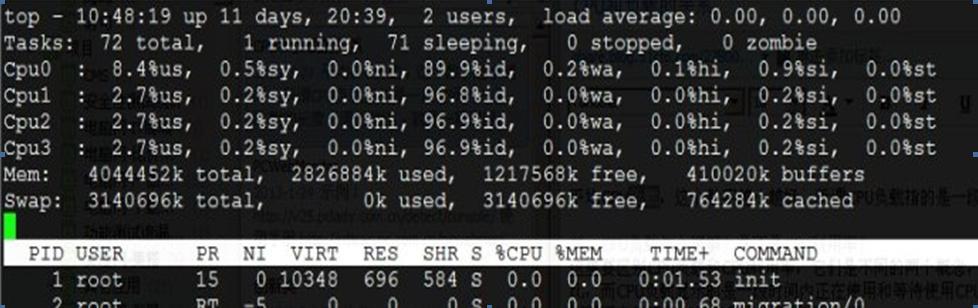 top - 10:48:19 up 11 days, 20:39,  2 users,  load average: 0.00, 0.00, 0.00
Tasks:  72 total,   1 running,  71 sleeping,   0 stopped,   0 zombie
Cpu0  :  8.4%us,  0.5%sy,  0.0%ni, 89.9%id,  0.2%wa,  0.1%hi,  0.9%si,  0.0%st
Cpu1  :  2.7%us,  0.2%sy,  0.0%ni, 96.8%id,  0.0%wa,  0.0%hi,  0.2%si,  0.0%st
Cpu2  :  2.7%us,  0.2%sy,  0.0%ni, 96.9%id,  0.0%wa,  0.0%hi,  0.2%si,  0.0%st
Cpu3  :  2.7%us,  0.2%sy,  0.0%ni, 96.9%id,  0.0%wa,  0.0%hi,  0.2%si,  0.0%st
Mem:   4044452k total,  2826884k used,  1217568k free,   410020k buffers
Swap:  3140696k total,        0k used,  3140696k free,   764284k cached
PID USER      PR  NI  VIRT  RES  SHR S %CPU %MEM    TIME+  COMMAND
1 root      15   0 10348  696  584 S  0.0  0.0   0:01.53 init
2 root      RT  -5     0    0    0 S  0.0  0.0   0:00.68 migration/0